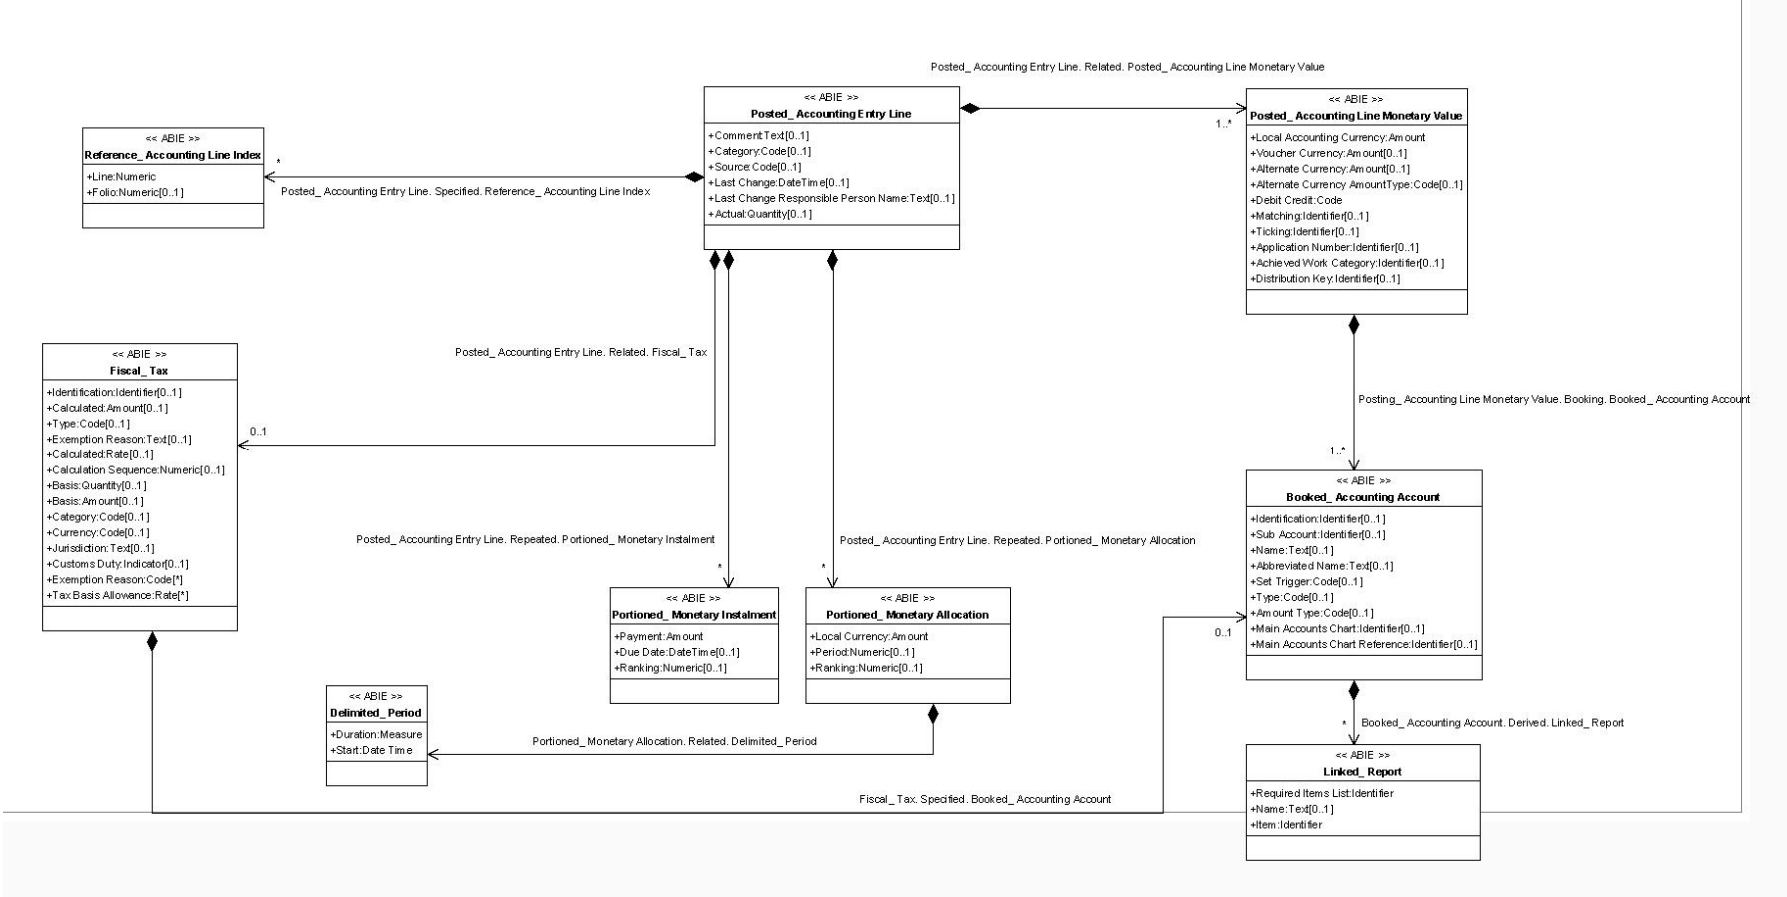 Posted_ Accounting Entry Line. Related. Posted_ Accounting Line Monetary Value
<< ABIE >>
Posted_ Accounting Entry Line
+Comment:Text[0..1]
+Category:Code[0..1]
+Source:Code[0..1]
+Last Change:DateTime[0..1]
+Last Change Responsible Person Name:Text[0..1]
+Actual:Quantity[0..1]
1..*
<< ABIE >>
Posted_ Accounting Line Monetary Value
+Local Accounting Currency:Amount
+Voucher Currency:Amount[0..1]
+Alternate Currency:Amount[0..1]
+Alternate Currency AmountType:Code[0..1]
+Debit Credit:Code
+Matching:Identifier[0..1]
+Ticking:Identifier[0..1]
+Application Number:Identifier[0..1]
+Achieved Work Category:Identifier[0..1]
+Distribution Key:Identifier[0..1]
<< ABIE >>
Reference_ Accounting Line Index
+Line:Numeric
+Folio:Numeric[0..1]
*
Posted_ Accounting Entry Line. Specified. Reference_ Accounting Line Index
Posted_ Accounting Entry Line. Related. Fiscal_ Tax
0..1
<< ABIE >>
Fiscal_ Tax
+Identification:Identifier[0..1]
+Calculated:Amount[0..1]
+Type:Code[0..1]
+Exemption Reason:Text[0..1]
+Calculated:Rate[0..1]
+Calculation Sequence:Numeric[0..1]
+Basis:Quantity[0..1]
+Basis:Amount[0..1]
+Category:Code[0..1]
+Currency:Code[0..1]
+Jurisdiction:Text[0..1]
+Customs Duty:Indicator[0..1]
+Exemption Reason:Code[*]
+Tax Basis Allowance:Rate[*]
Posting_ Accounting Line Monetary Value. Booking. Booked_ Accounting Account
1..*
<< ABIE >>
Booked_ Accounting Account
+Identification:Identifier[0..1]
+Sub Account:Identifier[0..1]
+Name:Text[0..1]
+Abbreviated Name:Text[0..1]
+Set Trigger:Code[0..1]
+Type:Code[0..1]
+Amount Type:Code[0..1]
+Main Accounts Chart:Identifier[0..1]
+Main Accounts Chart Reference:Identifier[0..1]
0..1
Posted_ Accounting Entry Line. Repeated. Portioned_ Monetary Instalment
*
Posted_ Accounting Entry Line. Repeated. Portioned_ Monetary Allocation
*
<< ABIE >>
Portioned_ Monetary Instalment
+Payment:Amount
+Due Date:DateTime[0..1]
+Ranking:Numeric[0..1]
<< ABIE >>
Portioned_ Monetary Allocation
+Local Currency:Amount
+Period:Numeric[0..1]
+Ranking:Numeric[0..1]
<< ABIE >>
Delimited_ Period
+Duration:Measure
+Start:Date Time
Portioned_ Monetary Allocation. Related. Delimited_ Period
* Booked_ Accounting Account. Derived. Linked_ Report
<< ABIE >>
Linked_ Report
+Required Items List:Identifier
+Name:Text[0..1]
+Item:Identifier
Fiscal_ Tax. Specified. Booked_ Accounting Account